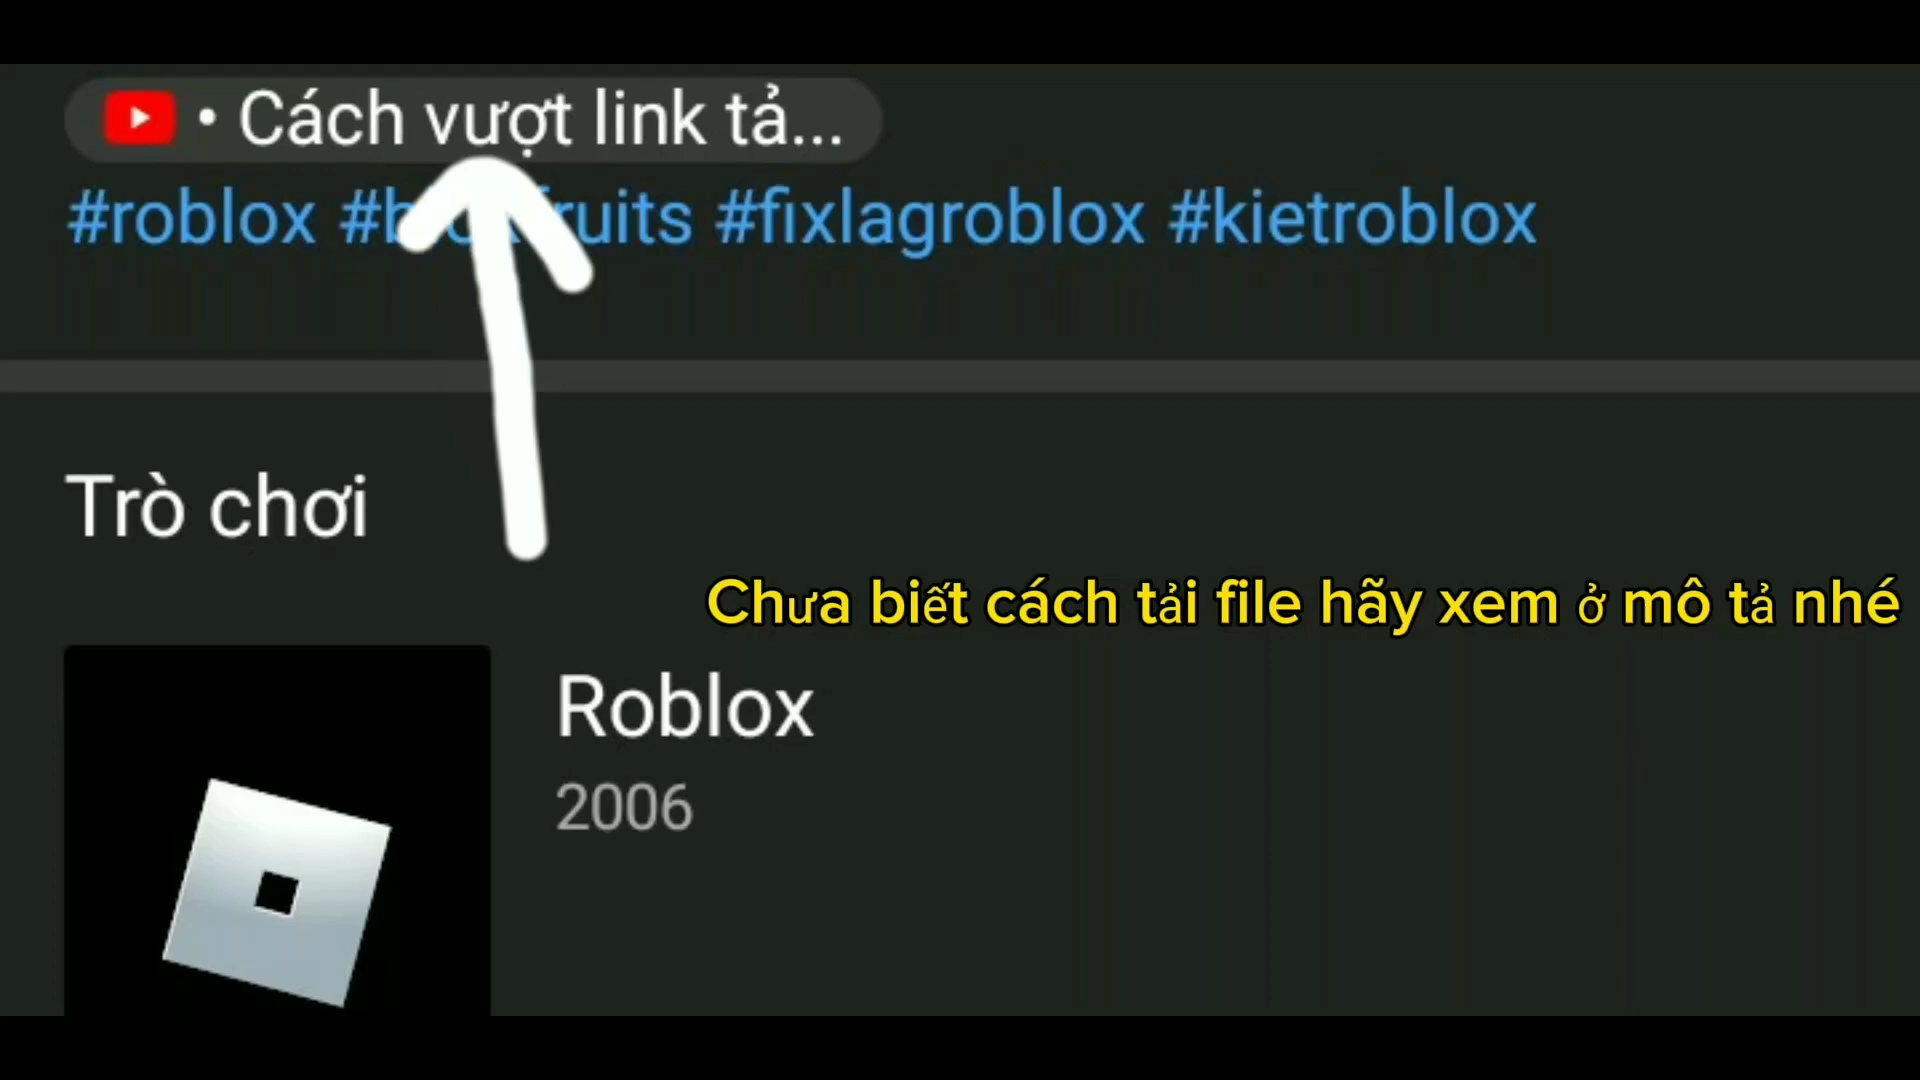 • Cách vượt link tả...
#roblox #fixlagroblox #kietroblox
Trò chơi
Chưa biết cách tải file hãy xem ở mô tả nhé
Roblox
2006